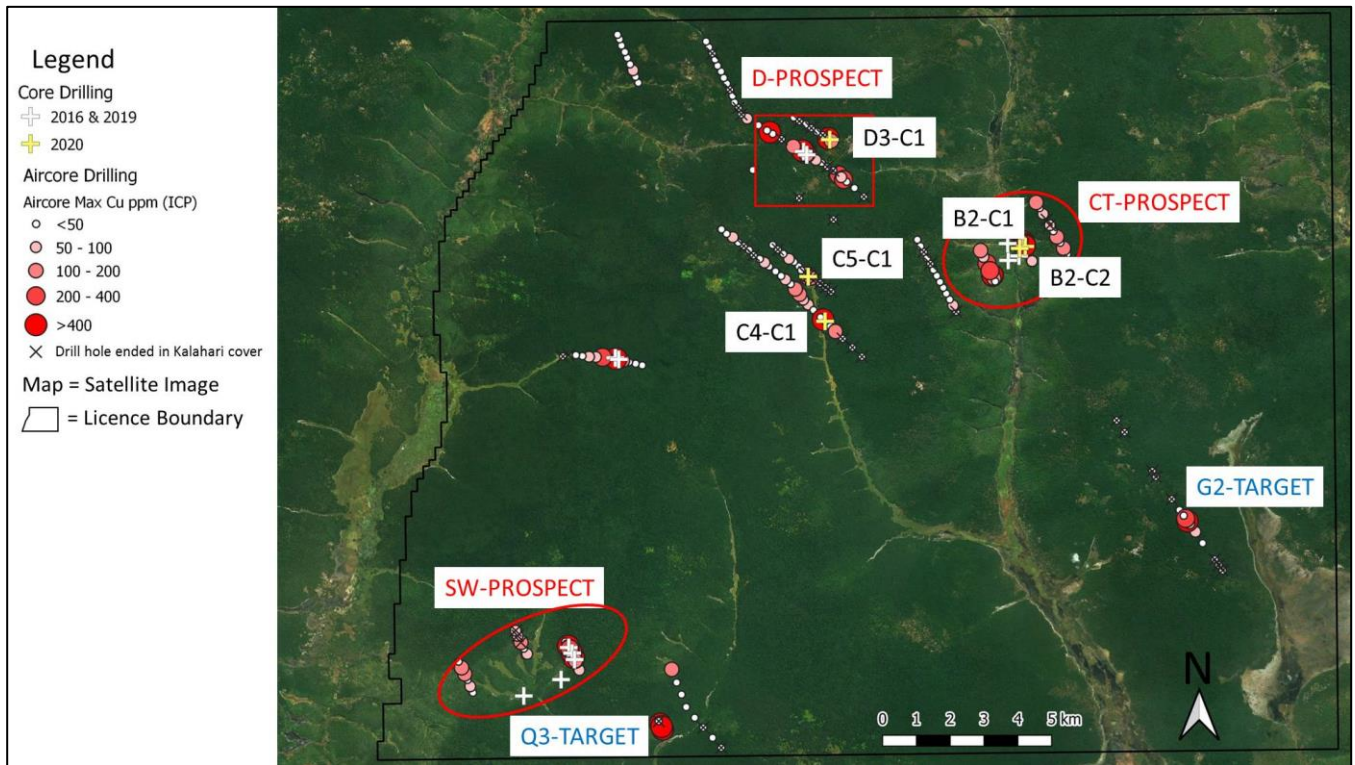 Legend
Core Drilling
2016 & 2019
2020
Aircore Drilling
Aircore Max Cu ppm (ICP)
<50
50 - 100
100 - 200
200 - 400
>400
Drill hole ended in Kalahari cover
Map = Satellite Image
= Licence Boundary
D-PROSPECT
D3-C1
CT-PROSPECT
B2-C1
B2-C2
C5-C1
C4-C1
G2-TARGET
SW-PROSPECT
Q3-TARGET
N
0 1 2 3 4 5 km